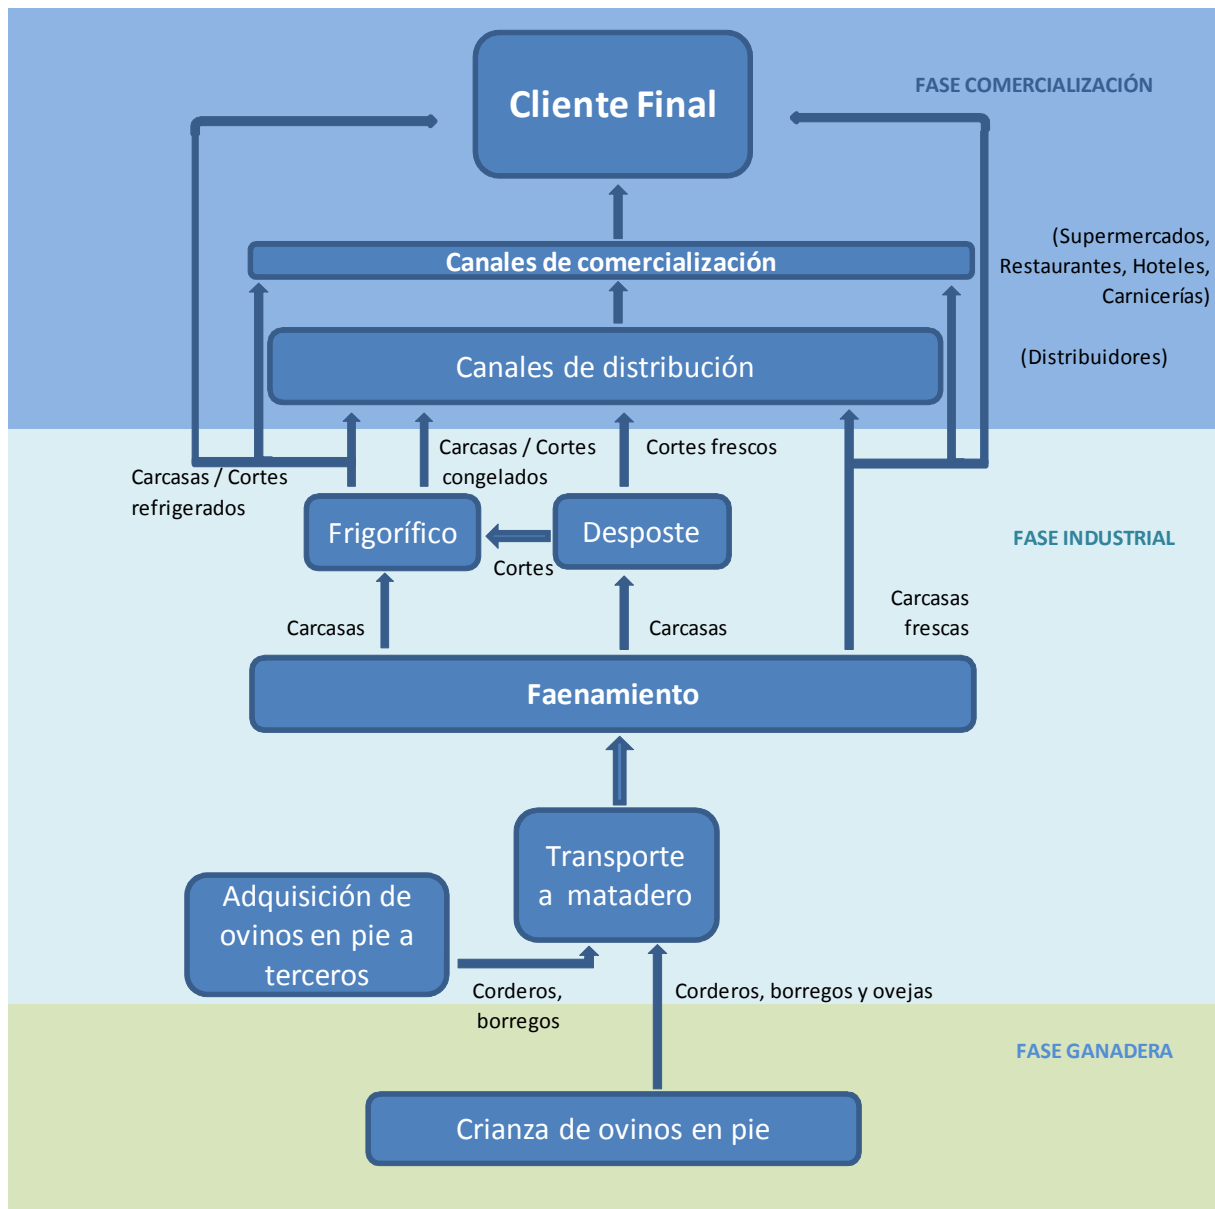 Cliente Final
FASE COMERCIALIZACIÓN
Canales de comercialización
(Supermercados,
Restaurantes, Hoteles,
Carnicerías)
Canales de distribución
(Distribuidores)
Carcasas / Cortes
refrigerados
Carcasas / Cortes
congelados
Cortes frescos
Frigorífico
Desposte
Cortes
FASE INDUSTRIAL
Carcasas
Carcasas
Carcasas
frescas
Faenamiento
Transporte
a matadero
Adquisición de
ovinos en pie a
terceros
Corderos,
borregos
Corderos, borregos y ovejas
FASE GANADERA
Crianza de ovinos en pie